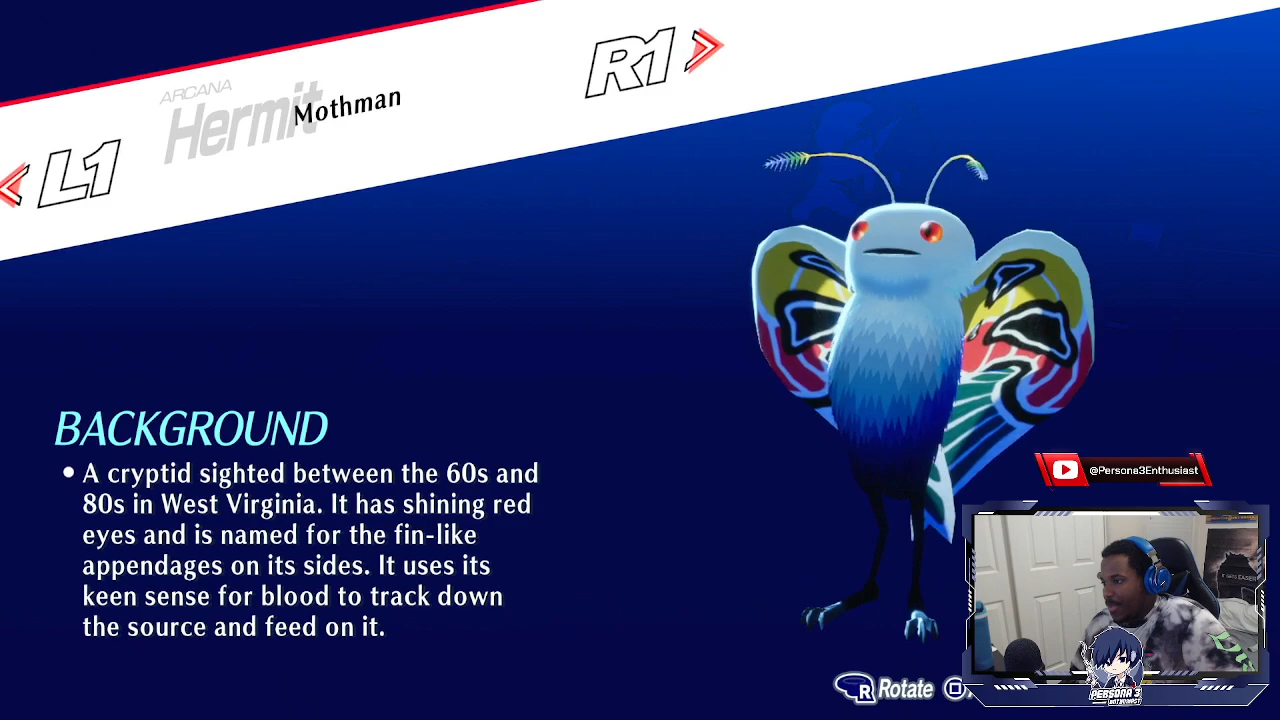 ARCANA
Hermit
Mothman
R1
L1
BACKGROUND
• A cryptid sighted between the 60s and
80s in West Virginia. It has shining red
eyes and is named for the fin-like
appendages on its sides. It uses its
keen sense for blood to track down
the source and feed on it.
@Persona3Enthusiast
R Rotate
PERSONA 3
ENTHUSIAST